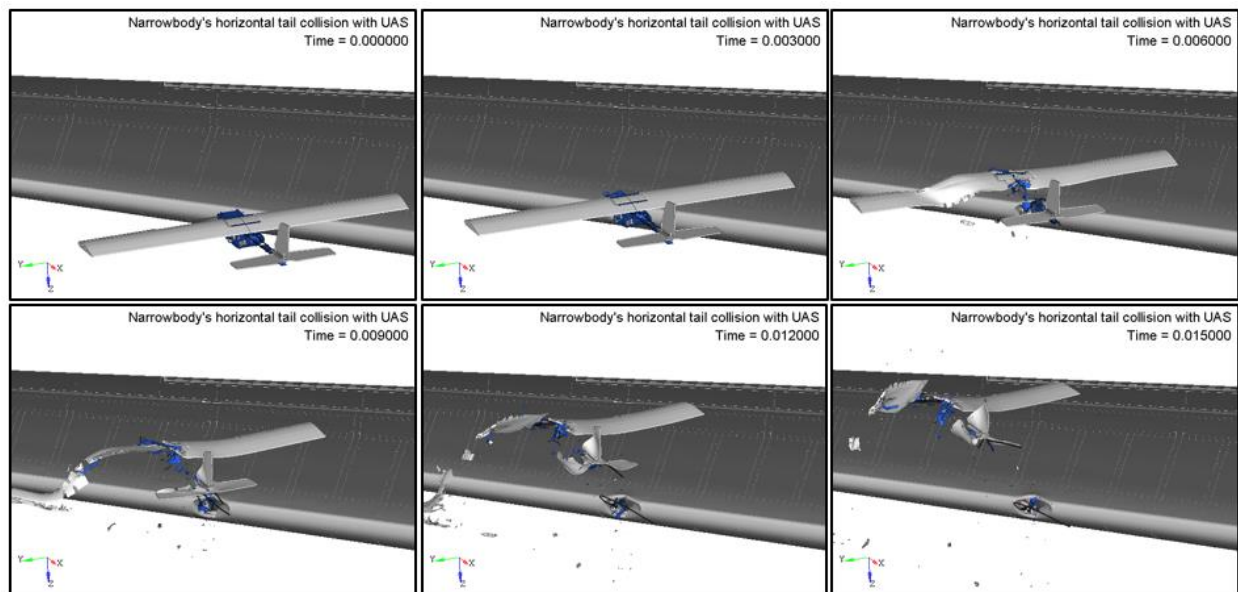 Narrowbody's horizontal tail collision with UAS
Time = 0.000000
Y
X
Z
Narrowbody's horizontal tail collision with UAS
Time = 0.003000
Y
X
Z
Narrowbody's horizontal tail collision with UAS
Time = 0.006000
Y
X
Z
Narrowbody's horizontal tail collision with UAS
Time = 0.009000
Y
X
Z
Narrowbody's horizontal tail collision with UAS
Time = 0.012000
Y
X
Z
Narrowbody's horizontal tail collision with UAS
Time = 0.015000
Y
X
Z